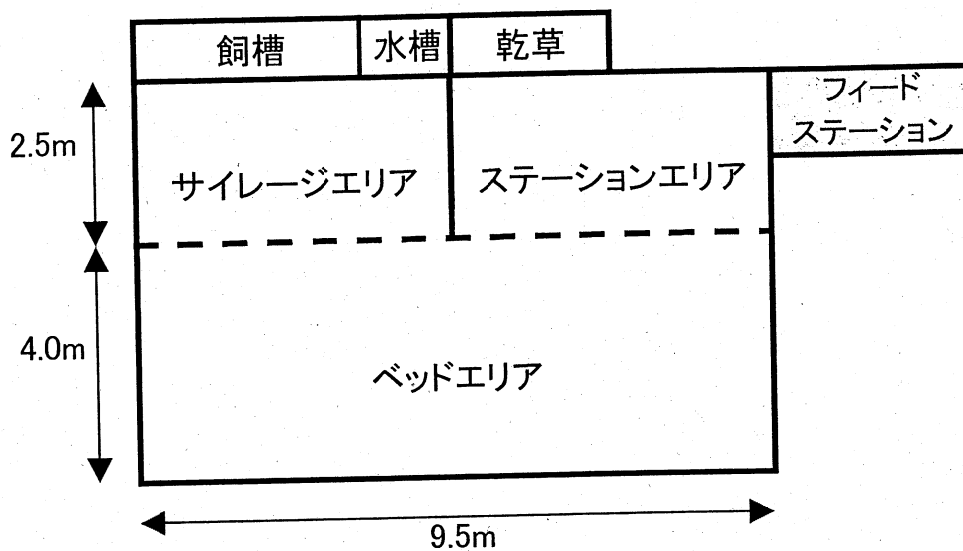 飼槽
水槽
乾草
フィード
ステーション
2.5m
サイレージエリア
ステーションエリア
4.0m
ベッドエリア
9.5m